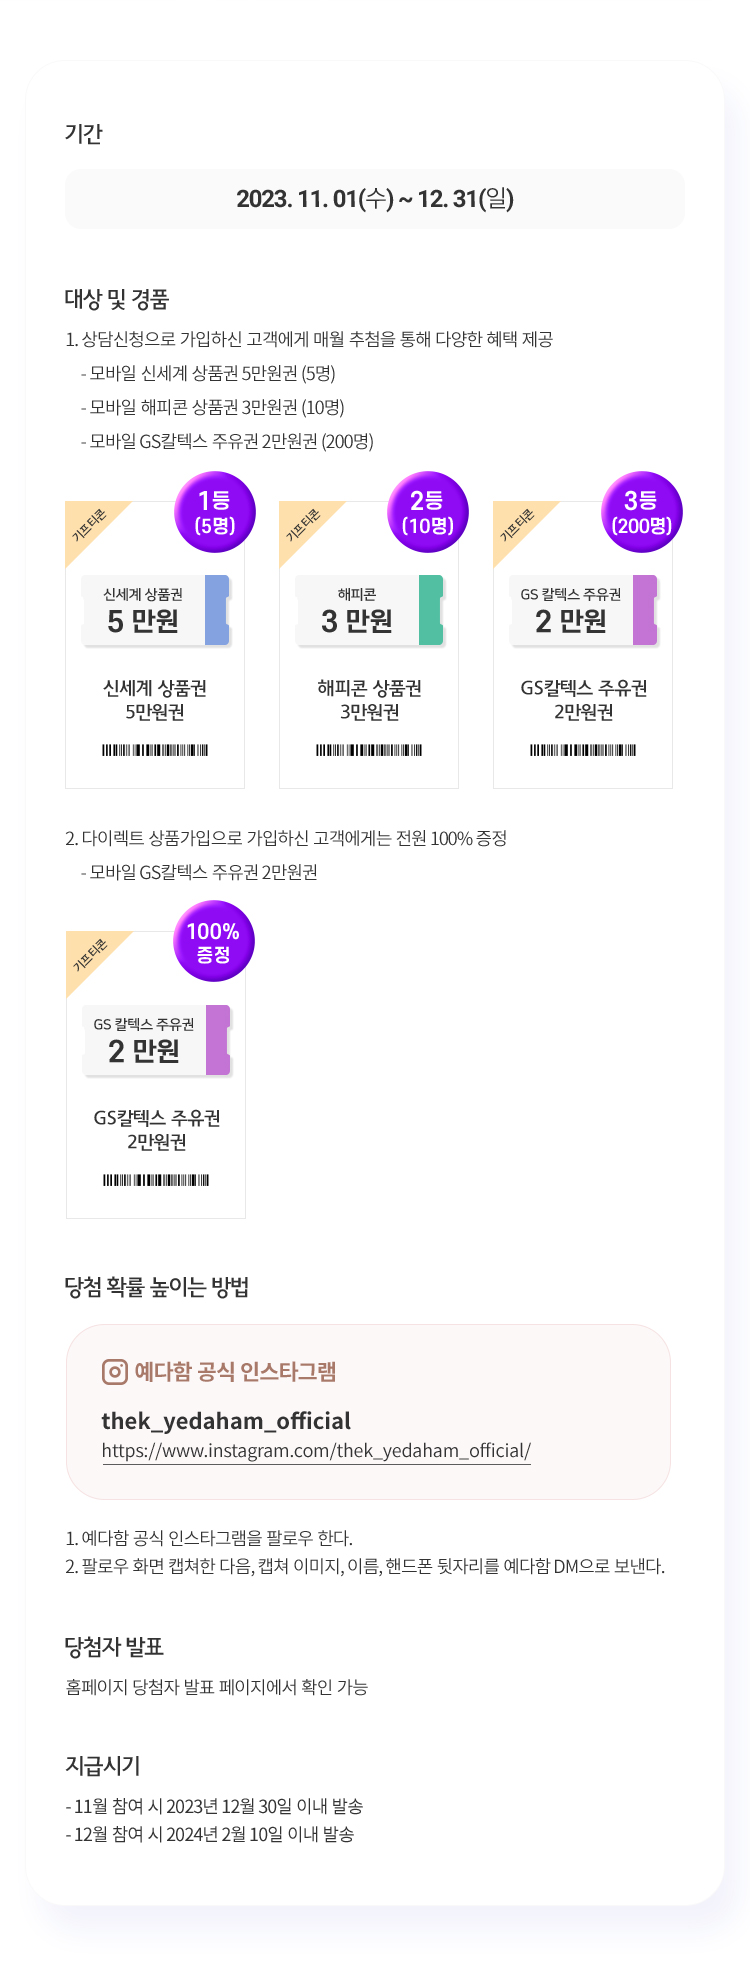 기간
2023. 11. 01(수) ~ 12. 31(일)
대상 및 경품
1. 상담신청으로 가입하신 고객에게 매월 추첨을 통해 다양한 혜택 제공
- 모바일 신세계 상품권 5만원권 (5명)
- 모바일 해피콘 상품권 3만원권 (10명)
- 모바일 GS칼텍스 주유권 2만원권 (200명)
기프티콘
1등
(5명)
신세계 상품권
5 만원
신세계 상품권
5만원권
기프티콘
2등
(10명)
해피콘
3 만원
해피콘 상품권
3만원권
기프티콘
3등
(200명)
GS 칼텍스 주유권
2 만원
GS칼텍스 주유권
2만원권
2. 다이렉트 상품가입으로 가입하신 고객에게는 전원 100% 증정
- 모바일 GS칼텍스 주유권 2만원권
기프티콘
100%
증정
GS 칼텍스 주유권
2 만원
GS칼텍스 주유권
2만원권
당첨 확률 높이는 방법
예다함 공식 인스타그램
thek_yedaham_official
https://www.instagram.com/thek_yedaham_official/
1. 예다함 공식 인스타그램을 팔로우 한다.
2. 팔로우 화면 캡쳐한 다음, 캡쳐 이미지, 이름, 핸드폰 뒷자리를 예다함 DM으로 보낸다.
당첨자 발표
홈페이지 당첨자 발표 페이지에서 확인 가능
지급시기
- 11월 참여 시 2023년 12월 30일 이내 발송
- 12월 참여 시 2024년 2월 10일 이내 발송